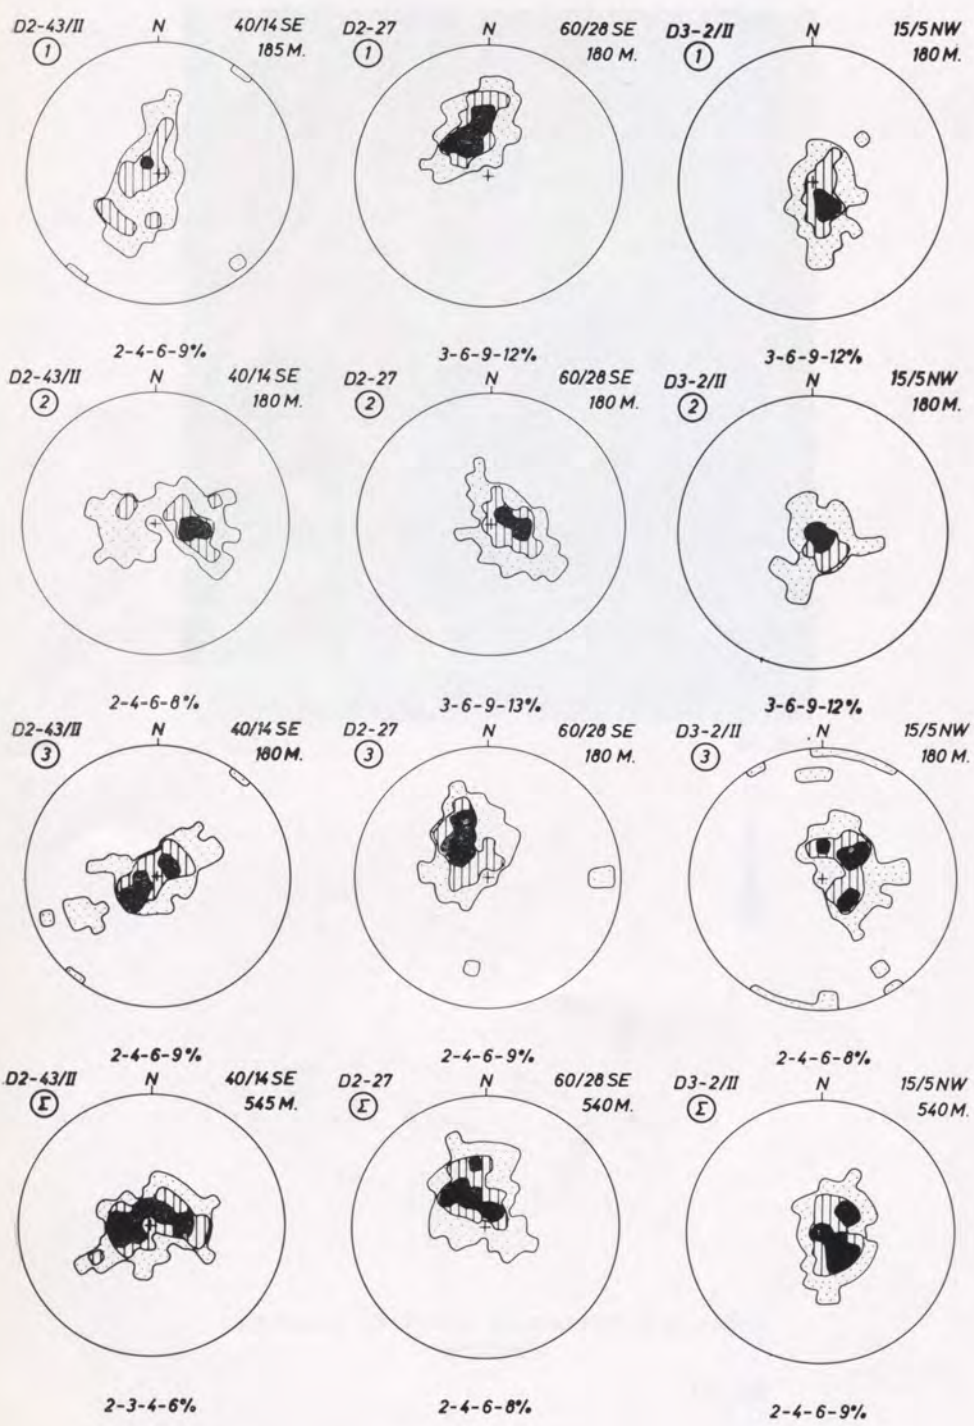 D2-43/II N 40/14 SE
① 185 M.
D2-27 N 60/28 SE
① 180 M.
D3-2/II N 15/5 NW
① 180 M.
2-4-6-9%
3-6-9-12%
3-6-9-12%
D2-43/II N 40/14 SE
② 180 M.
D2-27 N 60/28 SE
② 180 M.
D3-2/II N 15/5 NW
② 180 M.
2-4-6-8%
3-6-9-13%
3-6-9-12%
D2-43/II N 40/14 SE
③ 180 M.
D2-27 N 60/28 SE
③ 180 M.
D3-2/II N 15/5 NW
③ 180 M.
2-4-6-9%
2-4-6-9%
2-4-6-8%
D2-43/II N 40/14 SE
Σ 545 M.
D2-27 N 60/28 SE
Σ 540 M.
D3-2/II N 15/5 NW
Σ 540 M.
2-3-4-6%
2-4-6-8%
2-4-6-9%